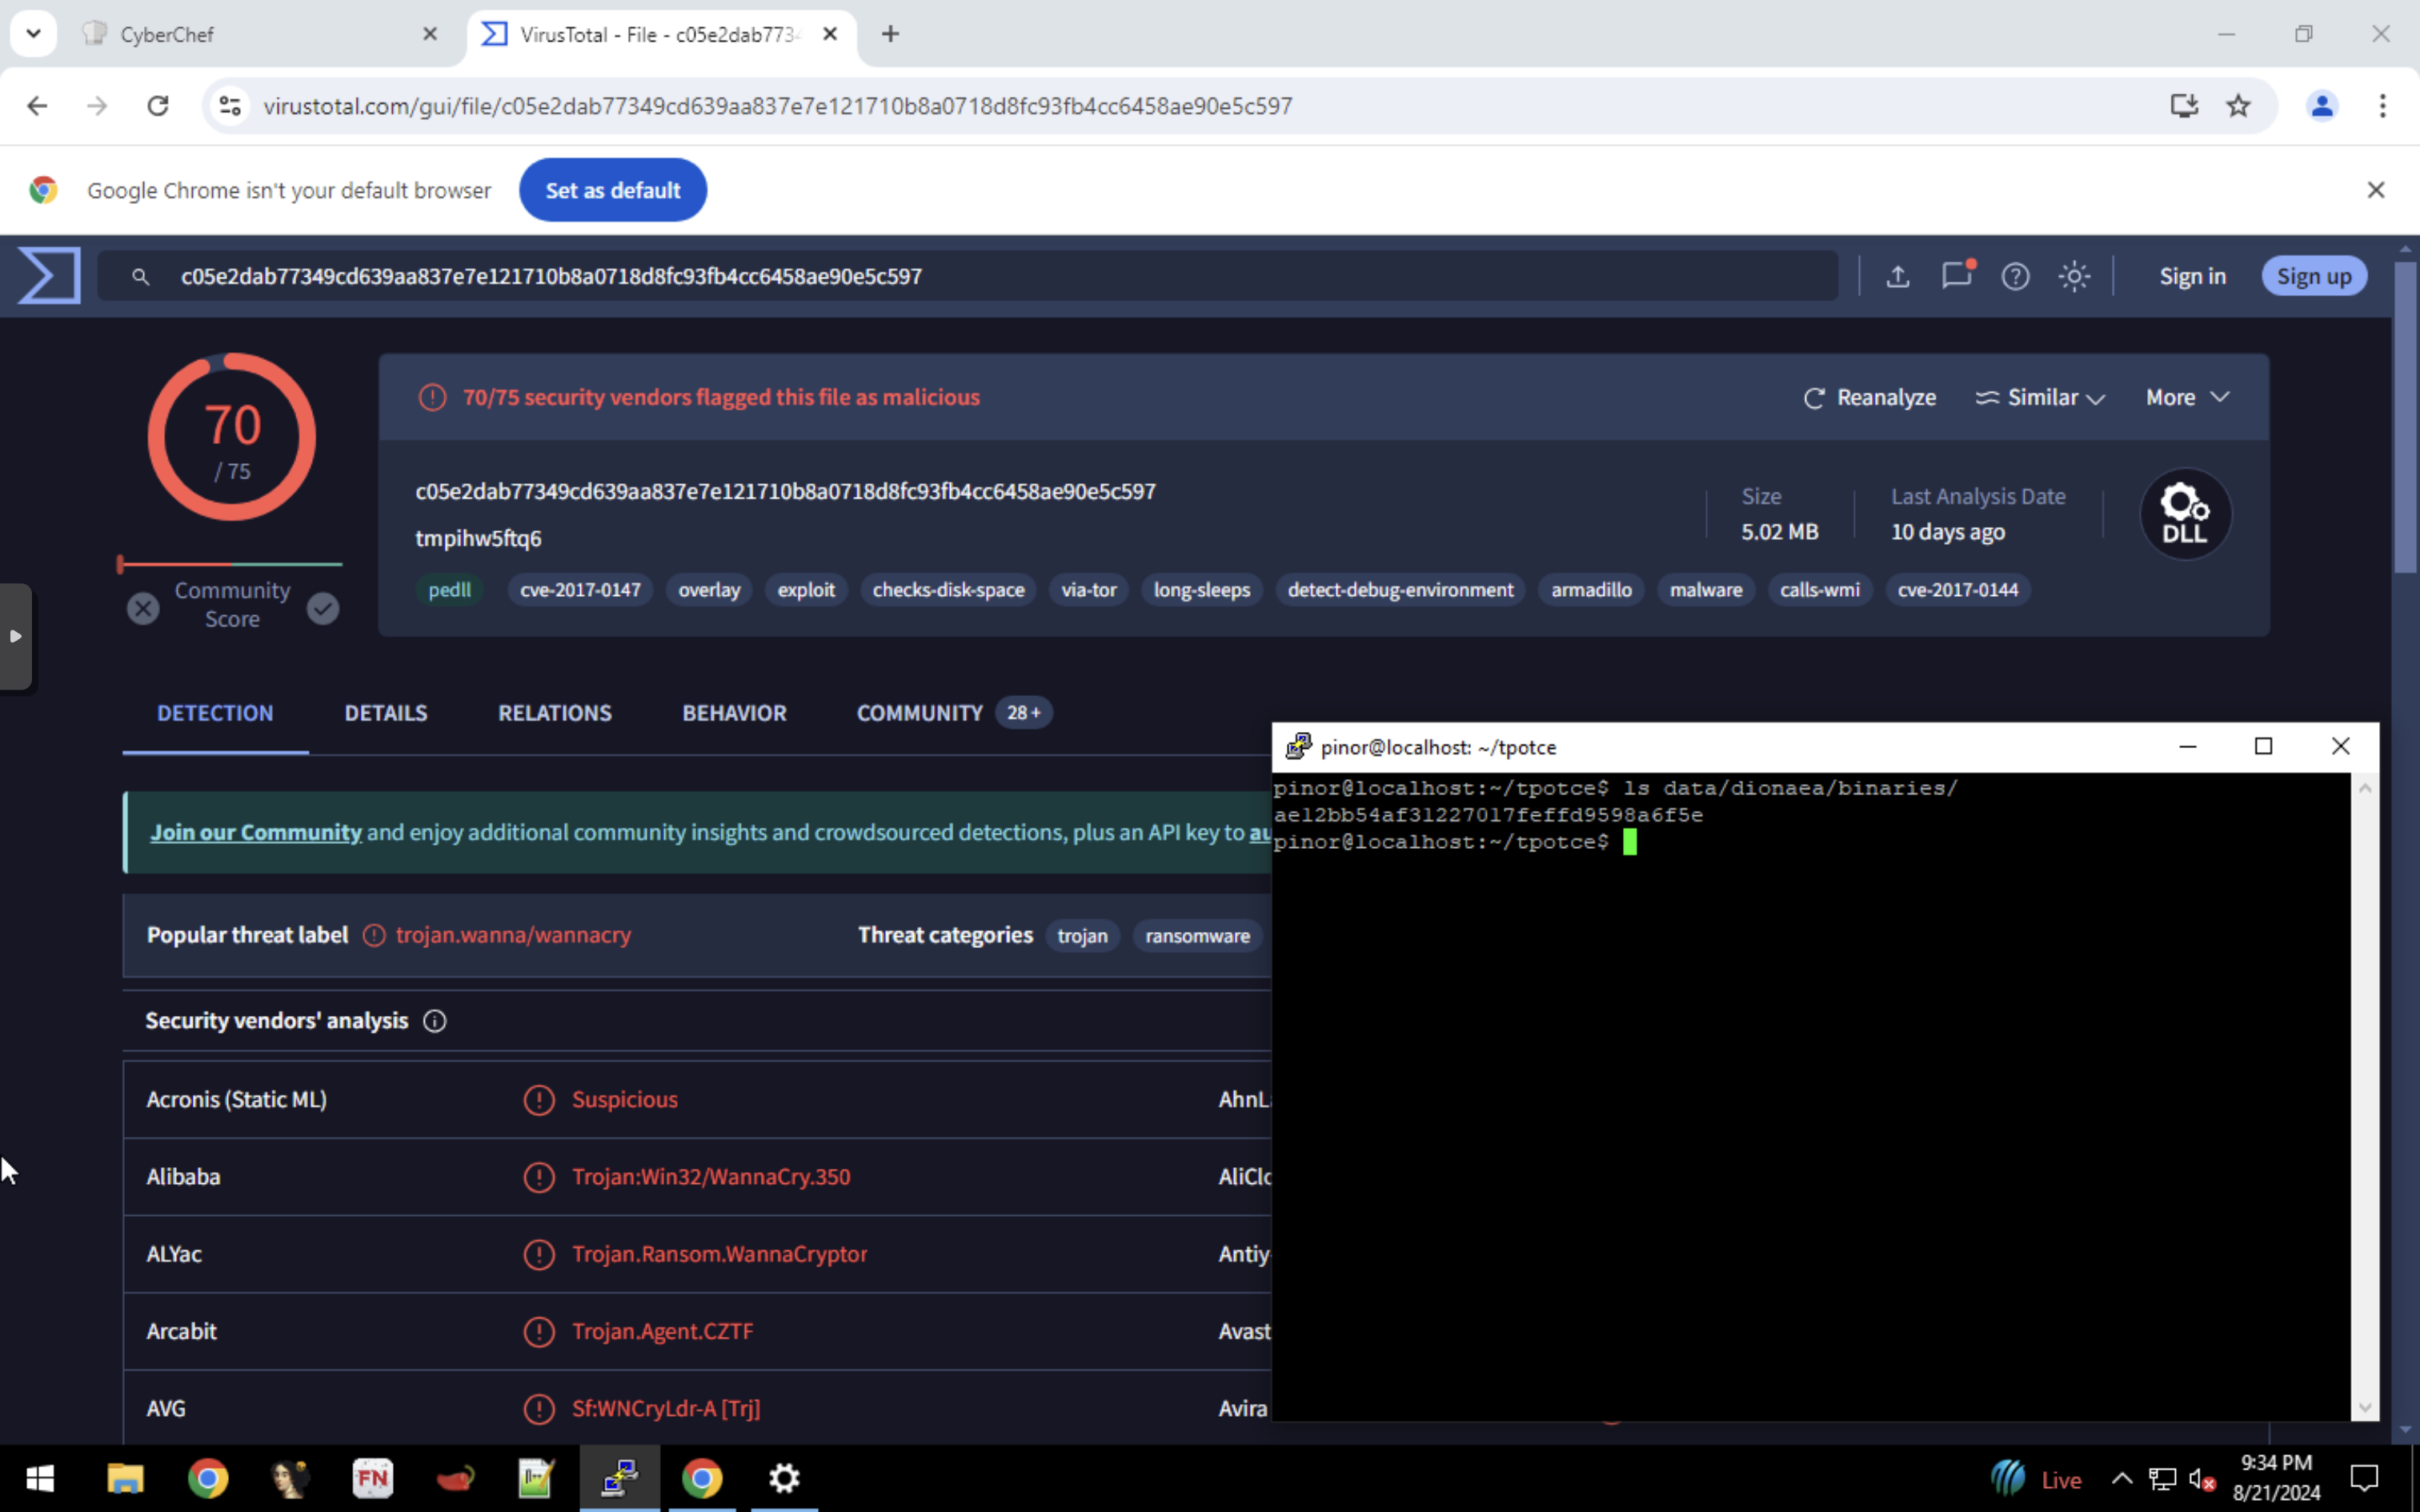 CyberChef
VirusTotal - File - c05e2dab773
virustotal.com/gui/file/c05e2dab77349cd639aa837e7e121710b8a0718d8fc93fb4cc6458ae90e5c597
Google Chrome isn't your default browser Set as default
c05e2dab77349cd639aa837e7e121710b8a0718d8fc93fb4cc6458ae90e5c597 Sign in Sign up
70
/ 75
Community
Score
70/75 security vendors flagged this file as malicious Reanalyze Similar More
c05e2dab77349cd639aa837e7e121710b8a0718d8fc93fb4cc6458ae90e5c597
tmpihw5ftq6
Size
5.02 MB
Last Analysis Date
10 days ago
DLL
pedll cve-2017-0147 overlay exploit checks-disk-space via-tor long-sleeps detect-debug-environment armadillo malware calls-wmi cve-2017-0144
DETECTION DETAILS RELATIONS BEHAVIOR COMMUNITY 28+
Join our Community and enjoy additional community insights and crowdsourced detections, plus an API key to au
Popular threat label trojan.wanna/wannacry Threat categories trojan ransomware
Security vendors' analysis
Acronis (Static ML) Suspicious AhnL
Alibaba Trojan:Win32/WannaCry.350 AliClo
ALYac Trojan.Ransom.WannaCryptor Antiy
Arcabit Trojan.Agent.CZTF Avast
AVG Sf:WNCryLdr-A [Trj] Avira
pinor@localhost: ~/tpotce
pinor@localhost:~/tpotce$ ls data/dionaea/binaries/
ae12bb54af31227017feffd9598a6f5e
pinor@localhost:~/tpotce$
FN
Live
9:34 PM
8/21/2024